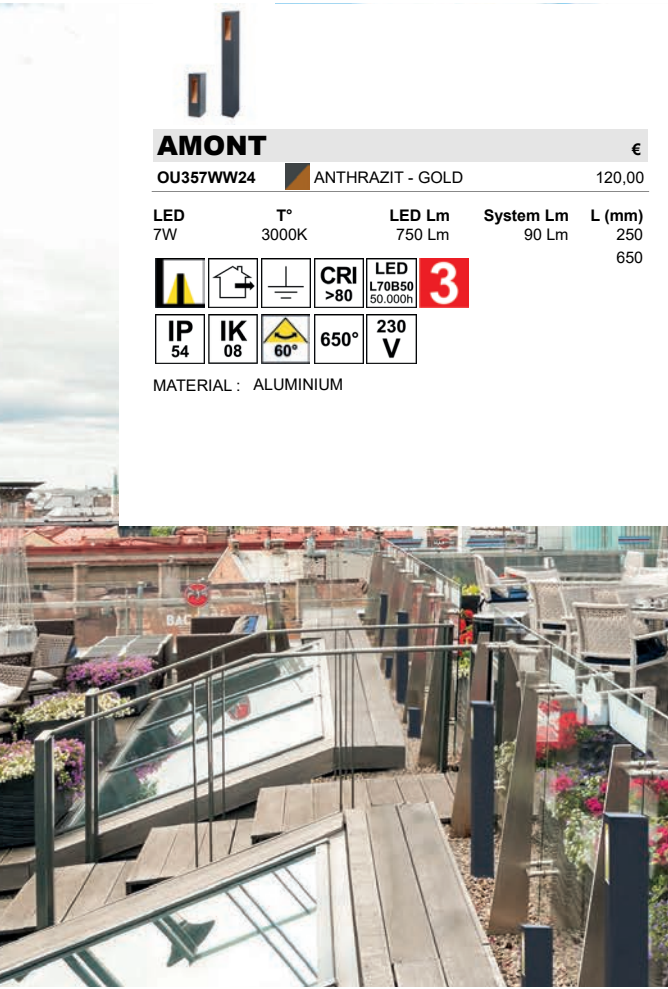 AMONT €
OU357WW24 ANTHRAZIT - GOLD 120,00
LED T° LED Lm System Lm L (mm)
7W 3000K 750 Lm 90 Lm 250
650
CRI >80 LED L70B50 50.000h 3
IP 54 IK 08 60° 650° 230 V
MATERIAL : ALUMINIUM
BAC